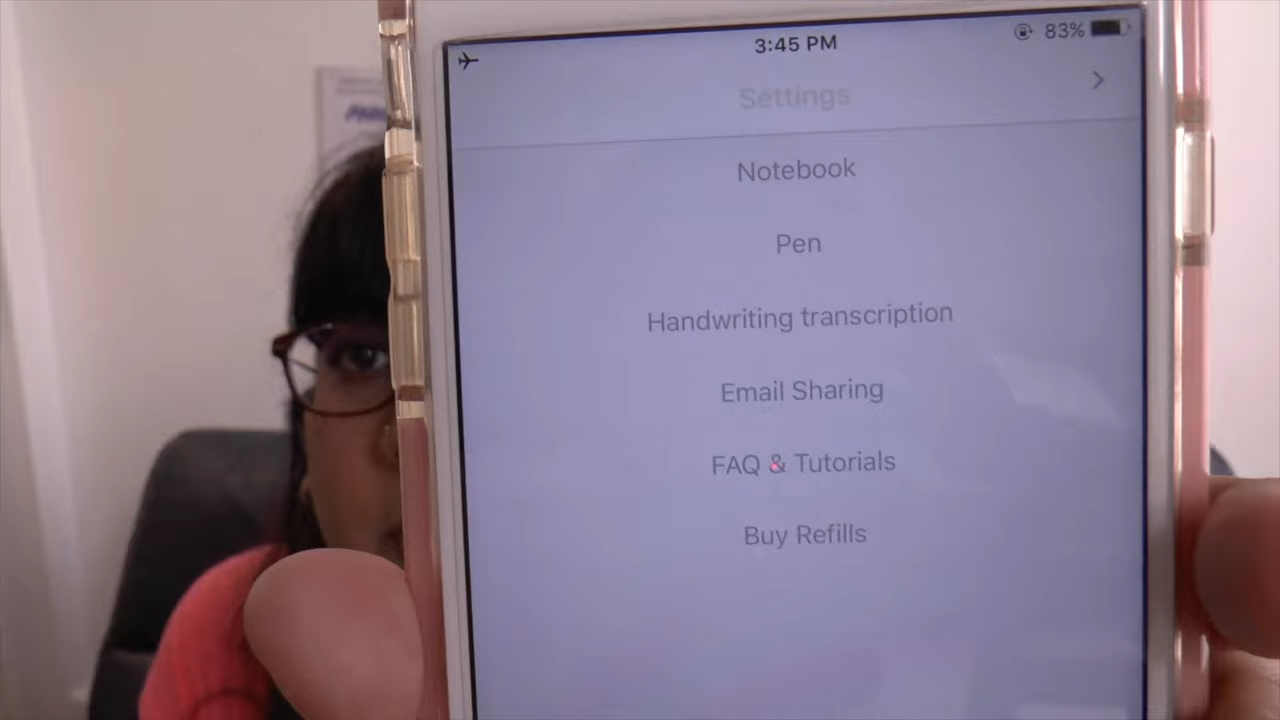 3:45 PM
83%
Settings
Notebook
Pen
Handwriting transcription
Email Sharing
FAQ & Tutorials
Buy Refills